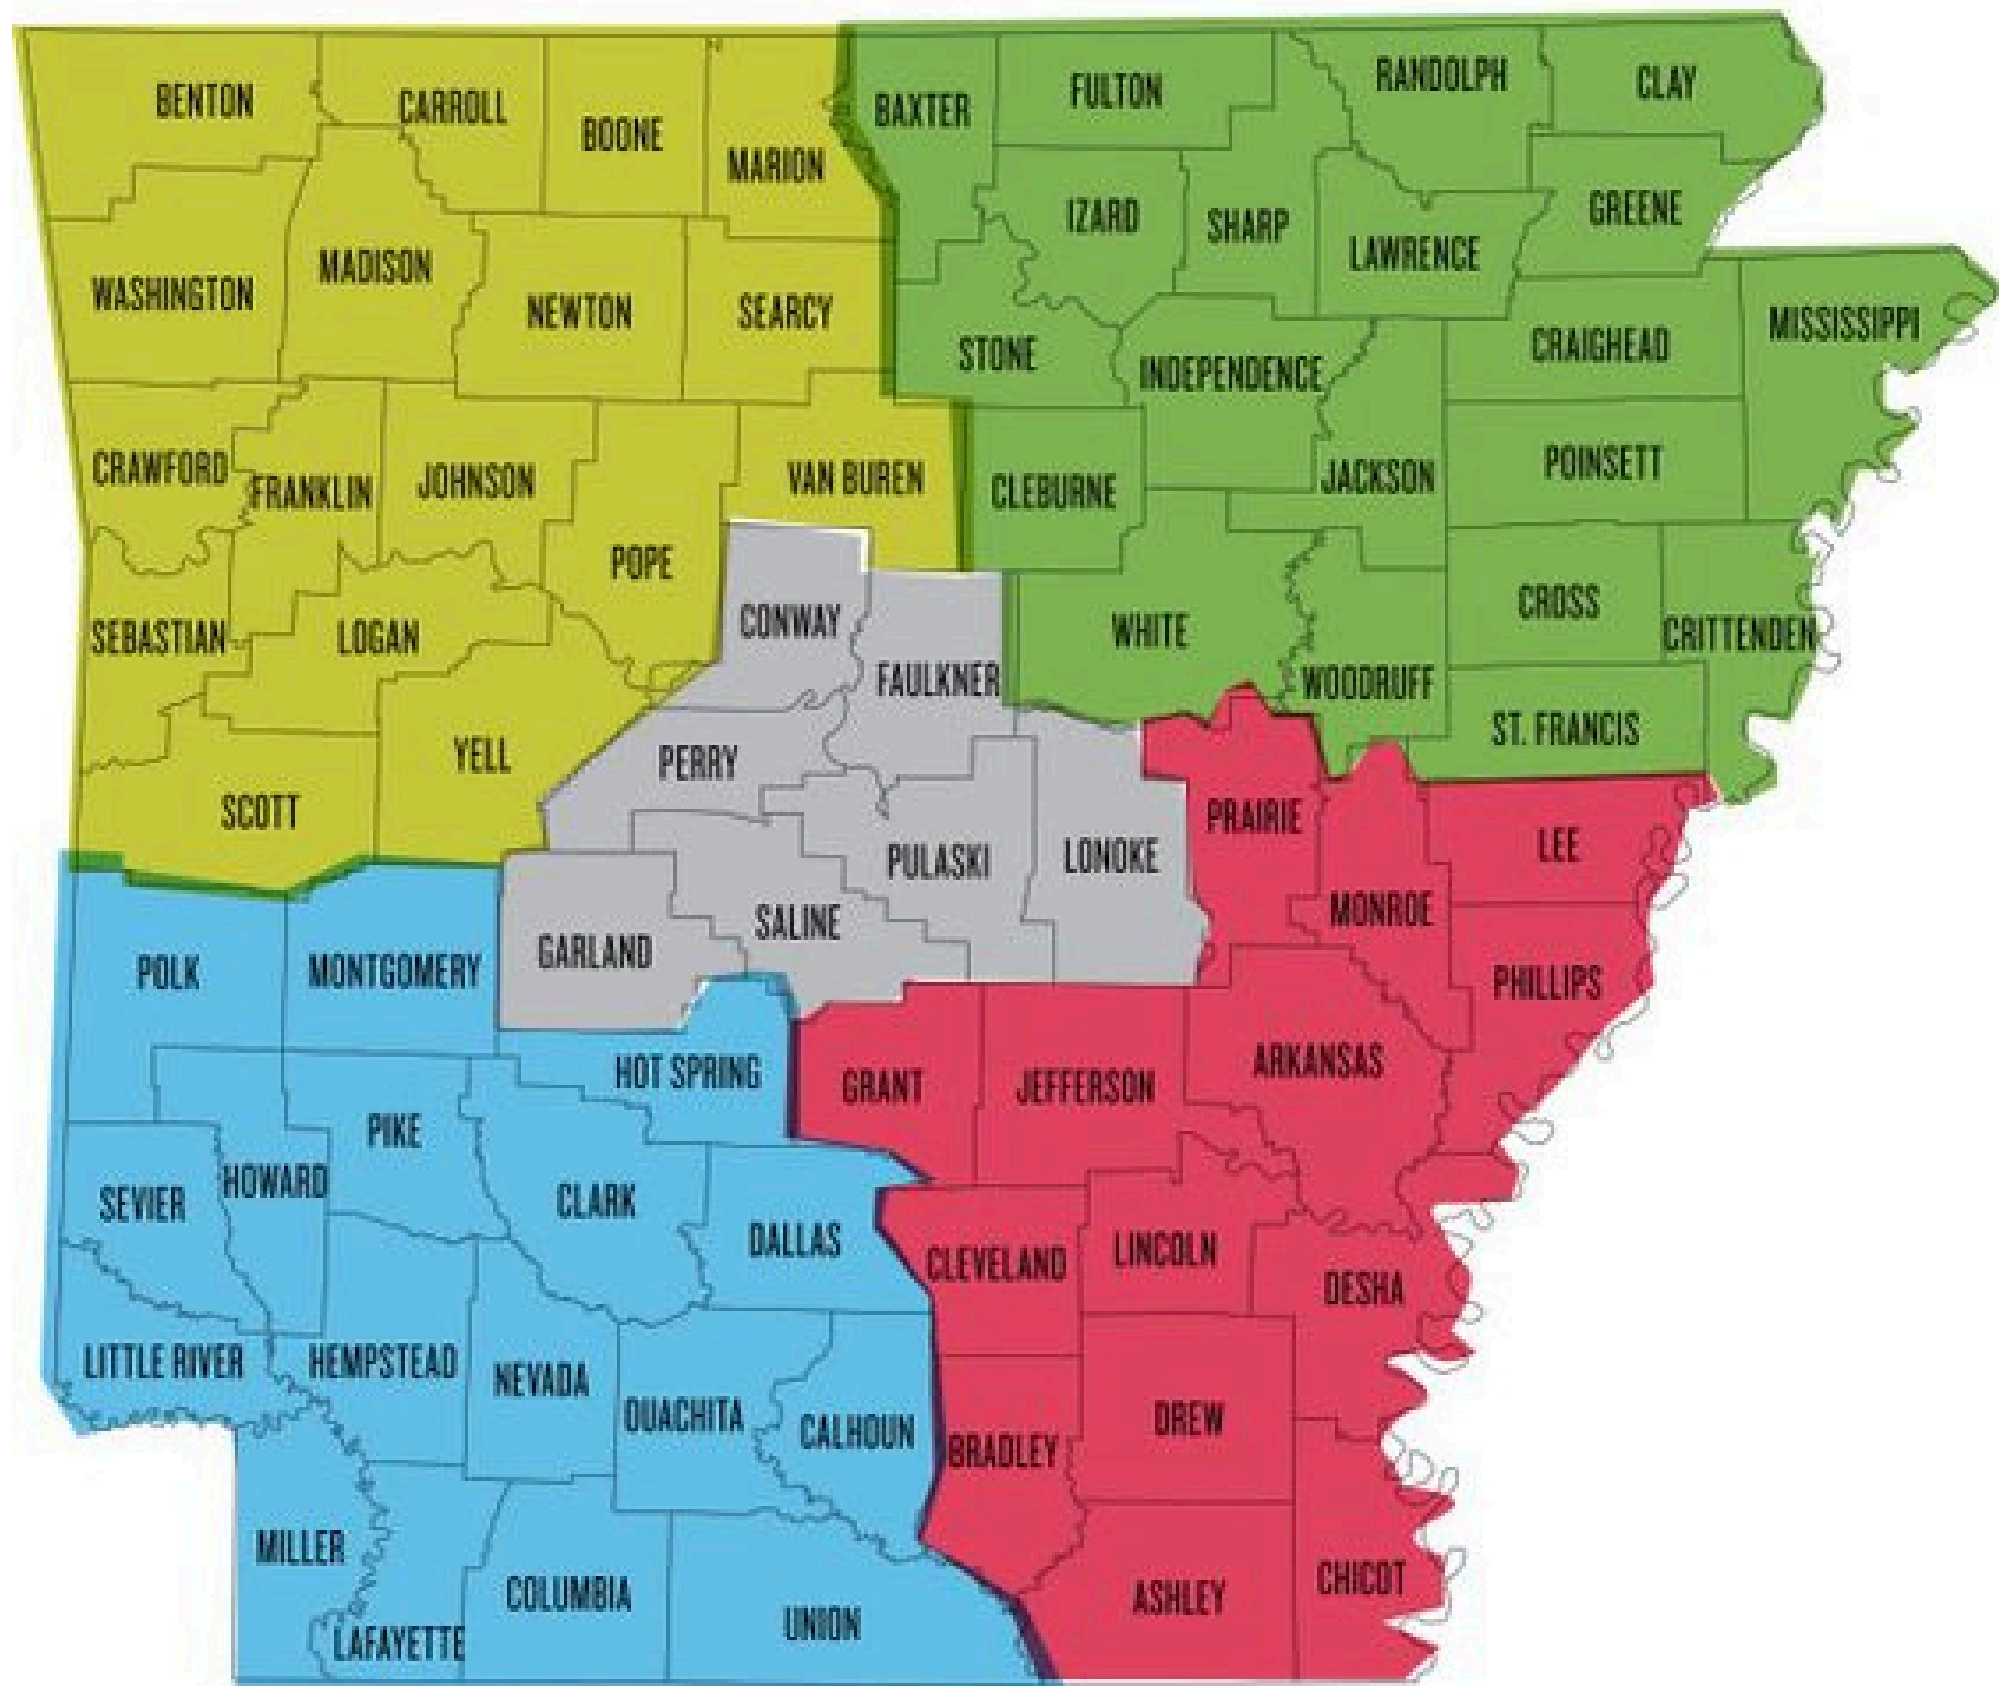 BENTON
CARROLL
BOONE
MARION
BAXTER
FULTON
RANDOLPH
CLAY
WASHINGTON
MADISON
NEWTON
SEARCY
IZARD
SHARP
LAWRENCE
GREENE
STONE
INDEPENDENCE
CRAIGHEAD
MISSISSIPPI
CRAWFORD
FRANKLIN
JOHNSON
POPE
VAN BUREN
CLEBURNE
JACKSON
POINSETT
SEBASTIAN
LOGAN
CONWAY
FAULKNER
WHITE
WOODRUFF
CROSS
CRITTENDEN
ST. FRANCIS
SCOTT
YELL
PERRY
PULASKI
LONOKE
PRAIRIE
MONROE
LEE
POLK
MONTGOMERY
GARLAND
SALINE
PHILLIPS
HOT SPRING
GRANT
JEFFERSON
ARKANSAS
SEVIER
HOWARD
PIKE
CLARK
DALLAS
CLEVELAND
LINCOLN
DESHA
LITTLE RIVER
HEMPSTEAD
NEVADA
OUACHITA
CALHOUN
BRADLEY
DREW
MILLER
LAFAYETTE
COLUMBIA
UNION
ASHLEY
CHICOT